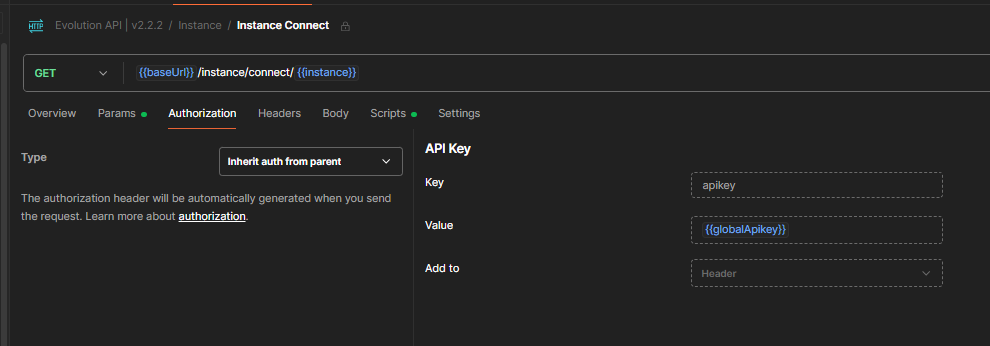 HTTP Evolution API | v2.2.2 / Instance / Instance Connect
GET {{baseUrl}} /instance/connect/ {{instance}}
Overview Params Authorization Headers Body Scripts Settings
Type Inherit auth from parent
The authorization header will be automatically generated when you send
the request. Learn more about authorization.
API Key
Key apikey
Value {{globalApikey}}
Add to Header